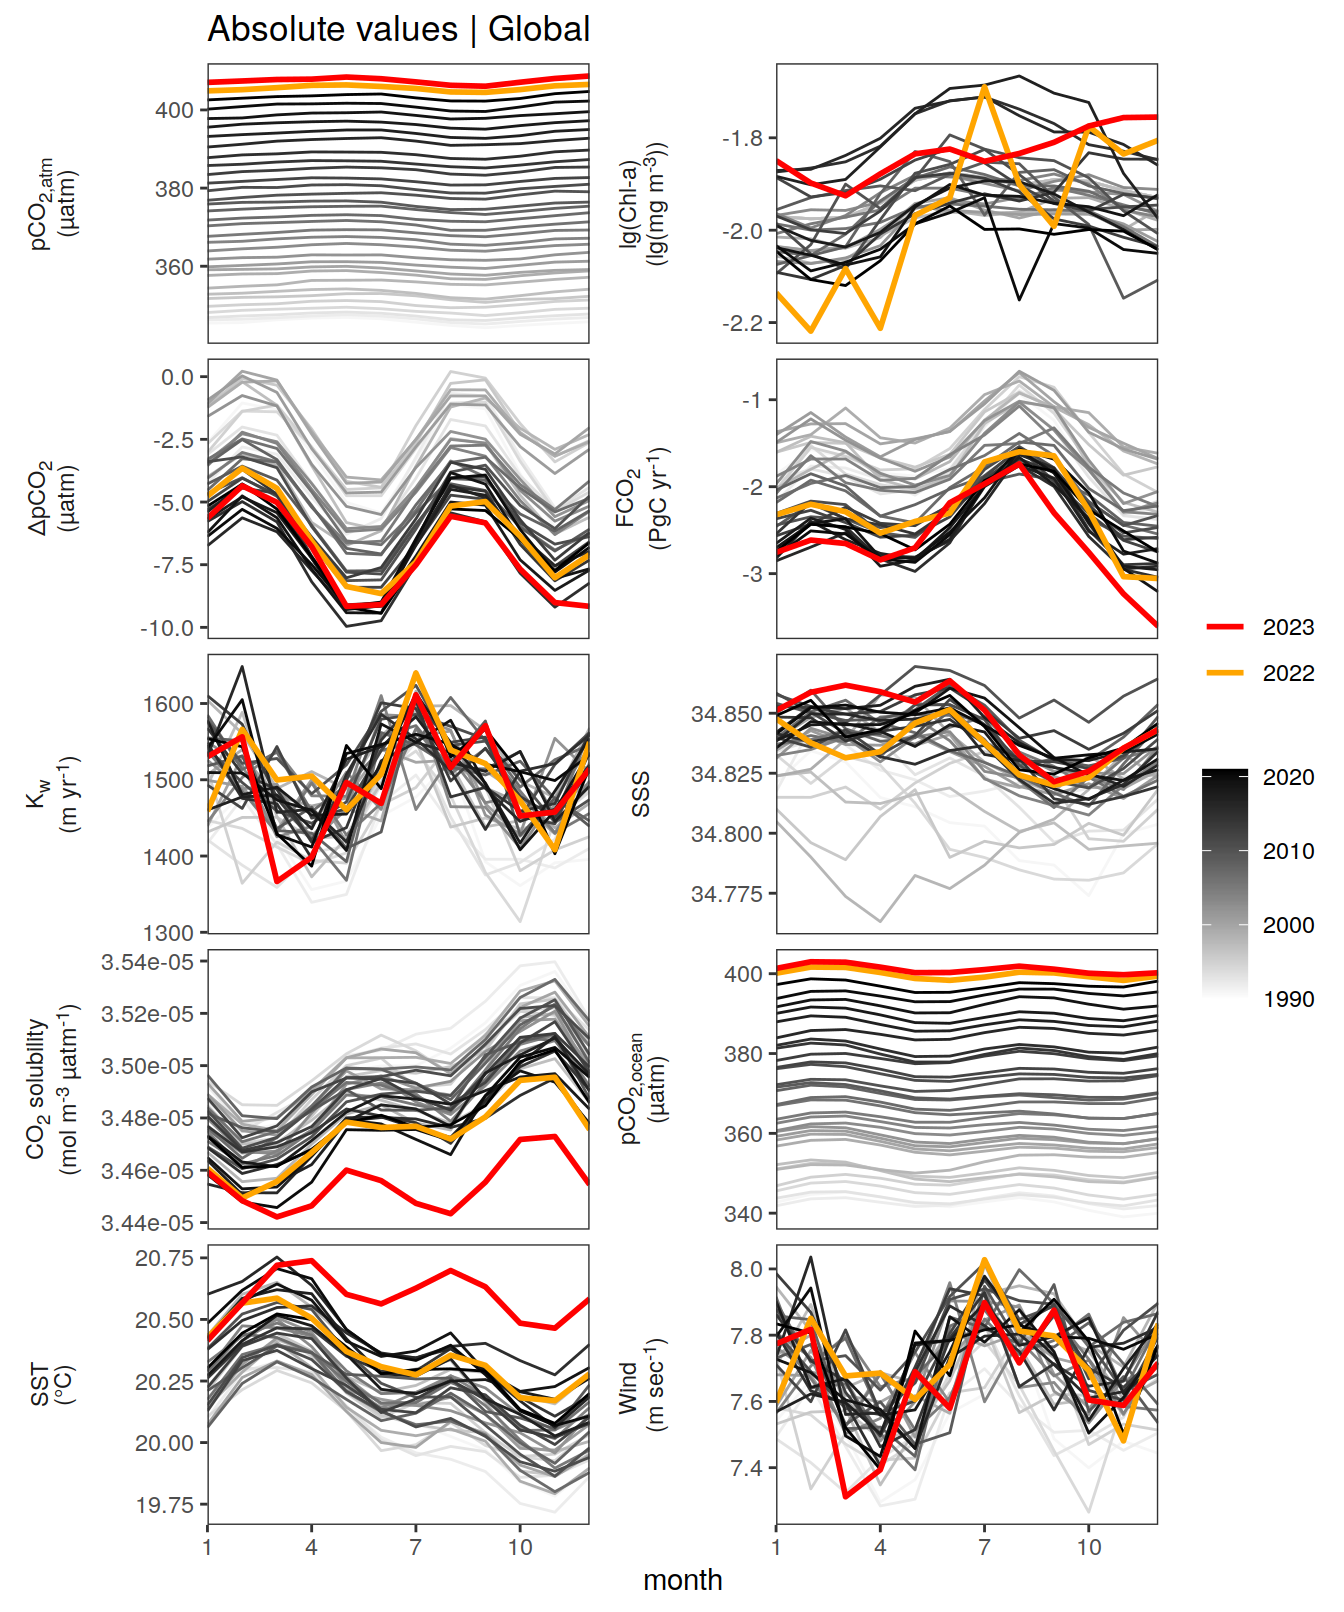 Absolute values | Global
pCO2,atm
(µatm)
400
380
360
lg(Chl-a)
(lg(mg m-3))
-1.8
-2.0
-2.2
ΔpCO2
(µatm)
0.0
-2.5
-5.0
-7.5
-10.0
FCO2
(PgC yr-1)
-1
-2
-3
Kw
(m yr-1)
1600
1500
1400
1300
SSS
34.850
34.825
34.800
34.775
CO2 solubility
(mol m-3 µatm-1)
3.54e-05
3.52e-05
3.50e-05
3.48e-05
3.46e-05
3.44e-05
pCO2,ocean
(µatm)
400
380
360
340
SST
(°C)
20.75
20.50
20.25
20.00
19.75
1 4 7 10
Wind
(m sec-1)
8.0
7.8
7.6
7.4
1 4 7 10
month
2023
2022
2020
2010
2000
1990